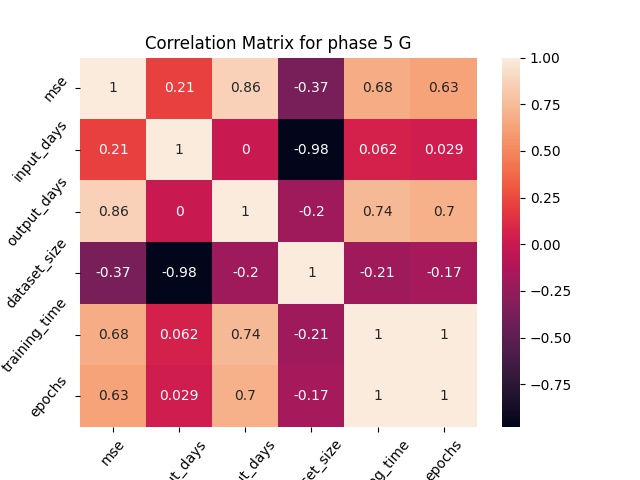 Correlation Matrix for phase 5 G
mse 1 0.21 0.86 -0.37 0.68 0.63
input_days 0.21 1 0 -0.98 0.062 0.029
output_days 0.86 0 1 -0.2 0.74 0.7
dataset_size -0.37 -0.98 -0.2 1 -0.21 -0.17
training_time 0.68 0.062 0.74 -0.21 1 1
epochs 0.63 0.029 0.7 -0.17 1 1
mse ut_days ut_days set_size ng_time epochs
1.00
0.75
0.50
0.25
0.00
−0.25
−0.50
−0.75